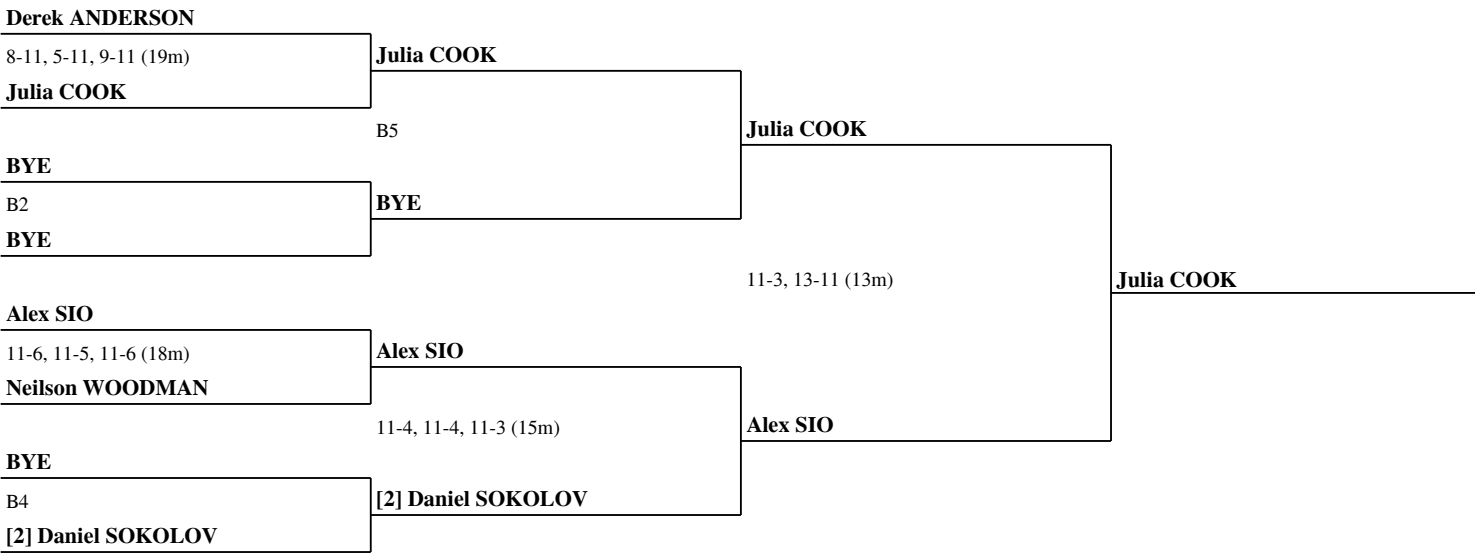 Derek ANDERSON
8-11, 5-11, 9-11 (19m)
Julia COOK
Julia COOK
B5
Julia COOK
BYE
B2
BYE
BYE
11-3, 13-11 (13m)
Julia COOK
Alex SIO
11-6, 11-5, 11-6 (18m)
Alex SIO
Neilson WOODMAN
11-4, 11-4, 11-3 (15m)
Alex SIO
BYE
B4
[2] Daniel SOKOLOV
[2] Daniel SOKOLOV